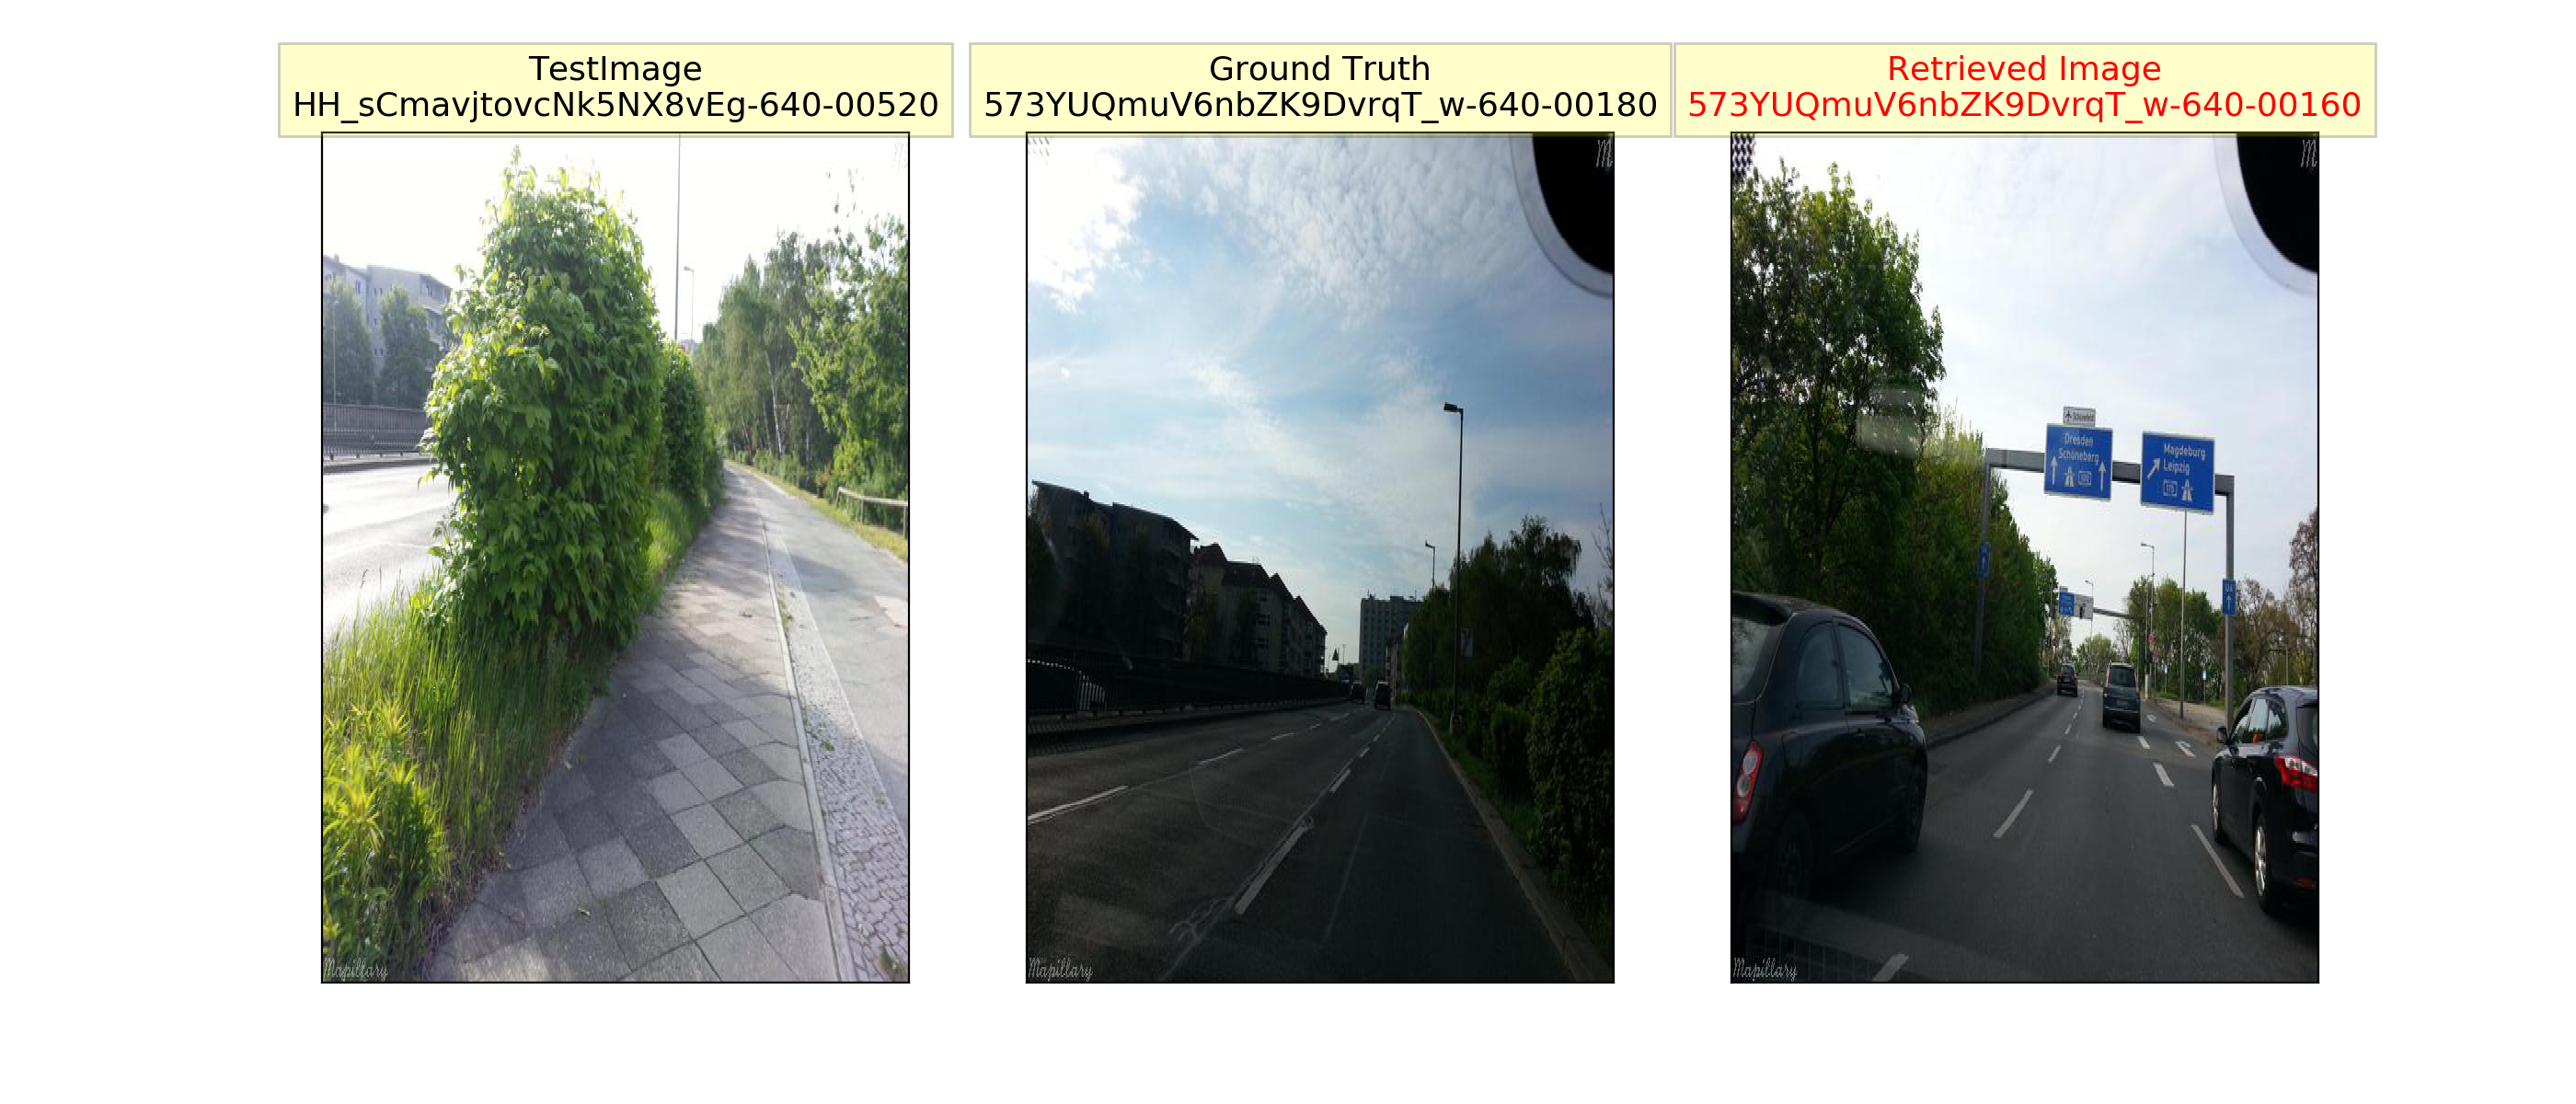 TestImage
HH_sCmavjtovcNk5NX8vEg-640-00520
Ground Truth
573YUQmuV6nbZK9DvrqT_w-640-00180
Retrieved Image
573YUQmuV6nbZK9DvrqT_w-640-00160
M
M
Dresden
Schöneberg
Magdeburg
Leipzig
Mapillary
Mapillary
Mapillary